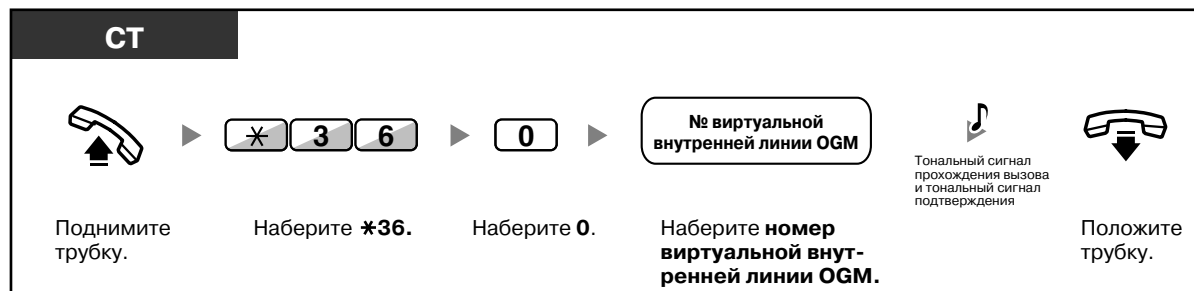 СТ
✳ 3 6
0
№ виртуальной
внутренней линии OGM
Тональный сигнал
прохождения вызова
и тональный сигнал
подтверждения
Поднимите
трубку.
Наберите ✳36.
Наберите 0.
Наберите номер
виртуальной внут-
ренней линии OGM.
Положите
трубку.